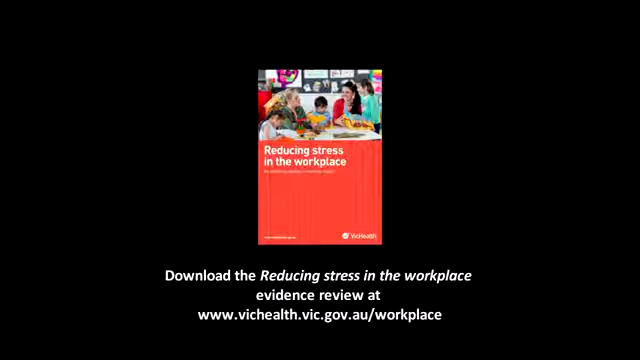 Reducing stress
in the workplace
VicHealth
Download the Reducing stress in the workplace
evidence review at
www.vichealth.vic.gov.au/workplace